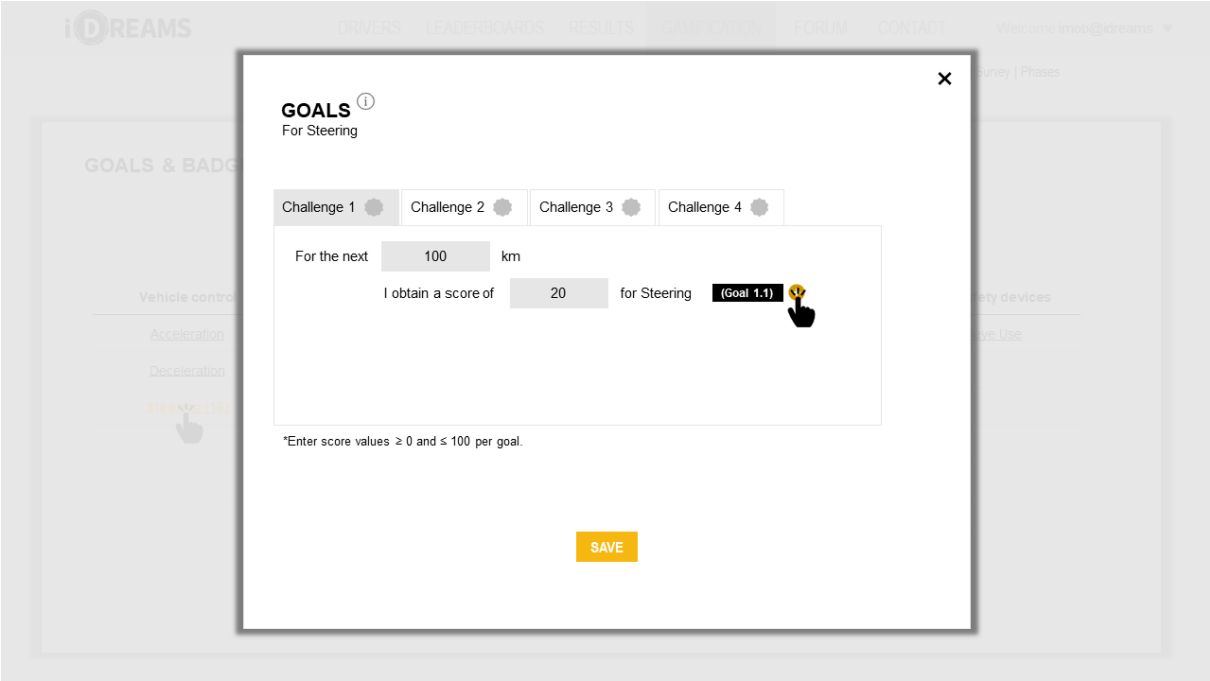 iDREAMS DRIVERS LEADERBOARDS RESULTS GAMIFICATION FORUM CONTACT Welcome imob@idreams
| Phases
GOALS & BADG
GOALS i
For Steering
Challenge 1 Challenge 2 Challenge 3 Challenge 4
For the next 100 km
I obtain a score of 20 for Steering (Goal 1.1)
Vehicle control ety devices
Acceleration ive Use
Deceleration
*Enter score values ≥ 0 and ≤ 100 per goal.
SAVE